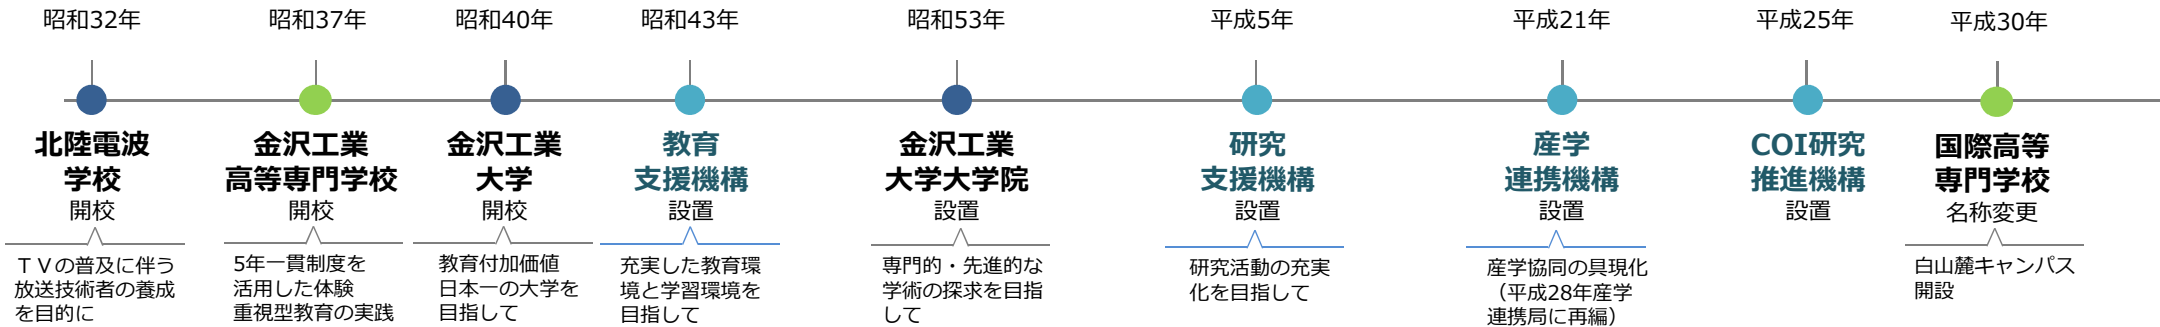 昭和32年
北陸電波
学校
開校
ＴＶの普及に伴う
放送技術者の養成
を目的に
昭和37年
金沢工業
高等専門学校
開校
5年一貫制度を
活用した体験
重視型教育の実践
昭和40年
金沢工業
大学
開校
教育付加価値
日本一の大学を
目指して
昭和43年
教育
支援機構
設置
充実した教育環
境と学習環境を
目指して
昭和53年
金沢工業
大学大学院
設置
専門的・先進的な
学術の探求を目指
して
平成5年
研究
支援機構
設置
研究活動の充実
化を目指して
平成21年
産学
連携機構
設置
産学協同の具現化
（平成28年産学
連携局に再編）
平成25年
COI研究
推進機構
設置
平成30年
国際高等
専門学校
名称変更
白山麓キャンパス
開設